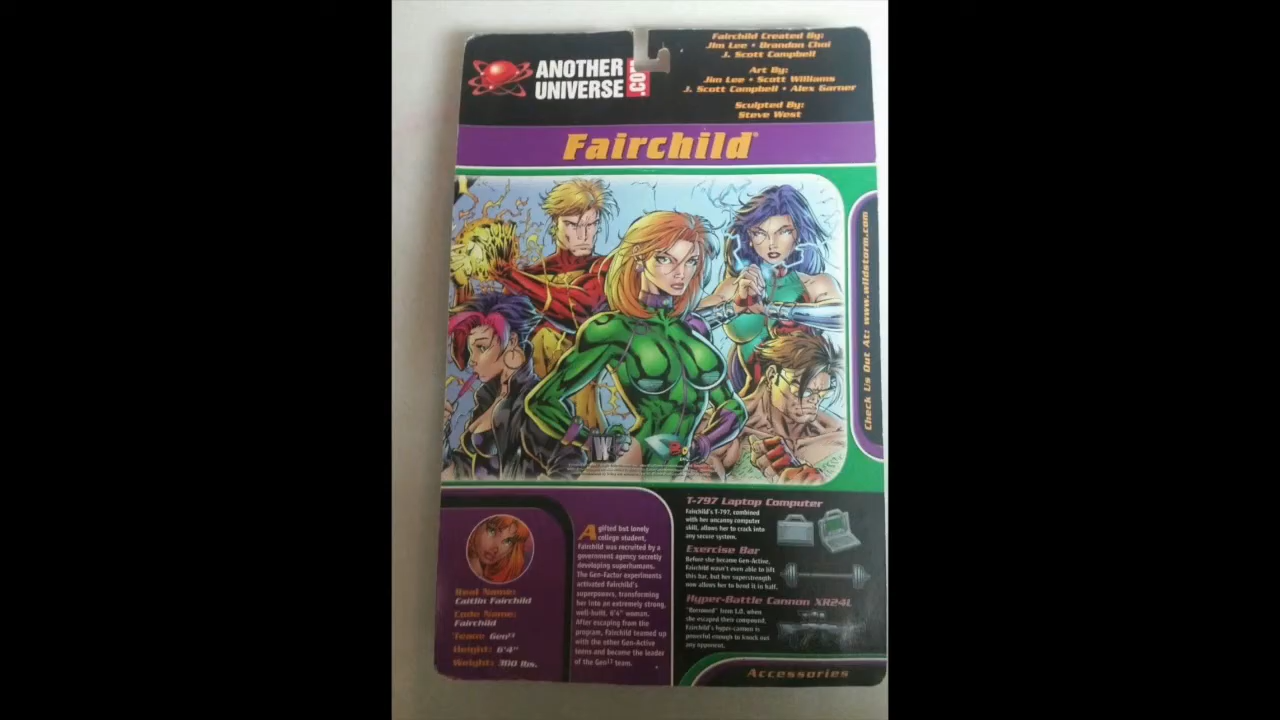 Fairchild Created By:
Jim Lee • Brandon Choi
J. Scott Campbell
ANOTHER
UNIVERSE
.CO
Art By:
Jim Lee • Scott Williams
J. Scott Campbell • Alex Garner
Sculpted By:
Steve West
Fairchild®
Check Us Out At: www.wildstorm.com
W
Real Name:
Caitlin Fairchild
Code Name:
Fairchild
Team: Gen13
Height: 6'4"
Weight: 300 lbs.
A gifted but lonely
college student,
Fairchild was recruited by a
government agency secretly
developing superhumans.
The Gen-Factor experiments
activated Fairchild's
superpowers, transforming
her into an extremely strong,
well-built, 6'4" woman.
After escaping from the
program, Fairchild teamed up
with the other Gen-Active
teens and became the leader
of the Gen13 team.
T-797 Laptop Computer
Fairchild's T-797, combined
with her uncanny computer
skill, allows her to crack into
any secure system.
Exercise Bar
Before she became Gen-Active,
Fairchild wasn't even able to lift
this bar, but her superstrength
now allows her to bend it in half.
Hyper-Battle Cannon XR24L
"Borrowed" from I.O. when
she escaped their compound,
Fairchild's hyper-cannon is
powerful enough to knock out
any opponent.
Accessories